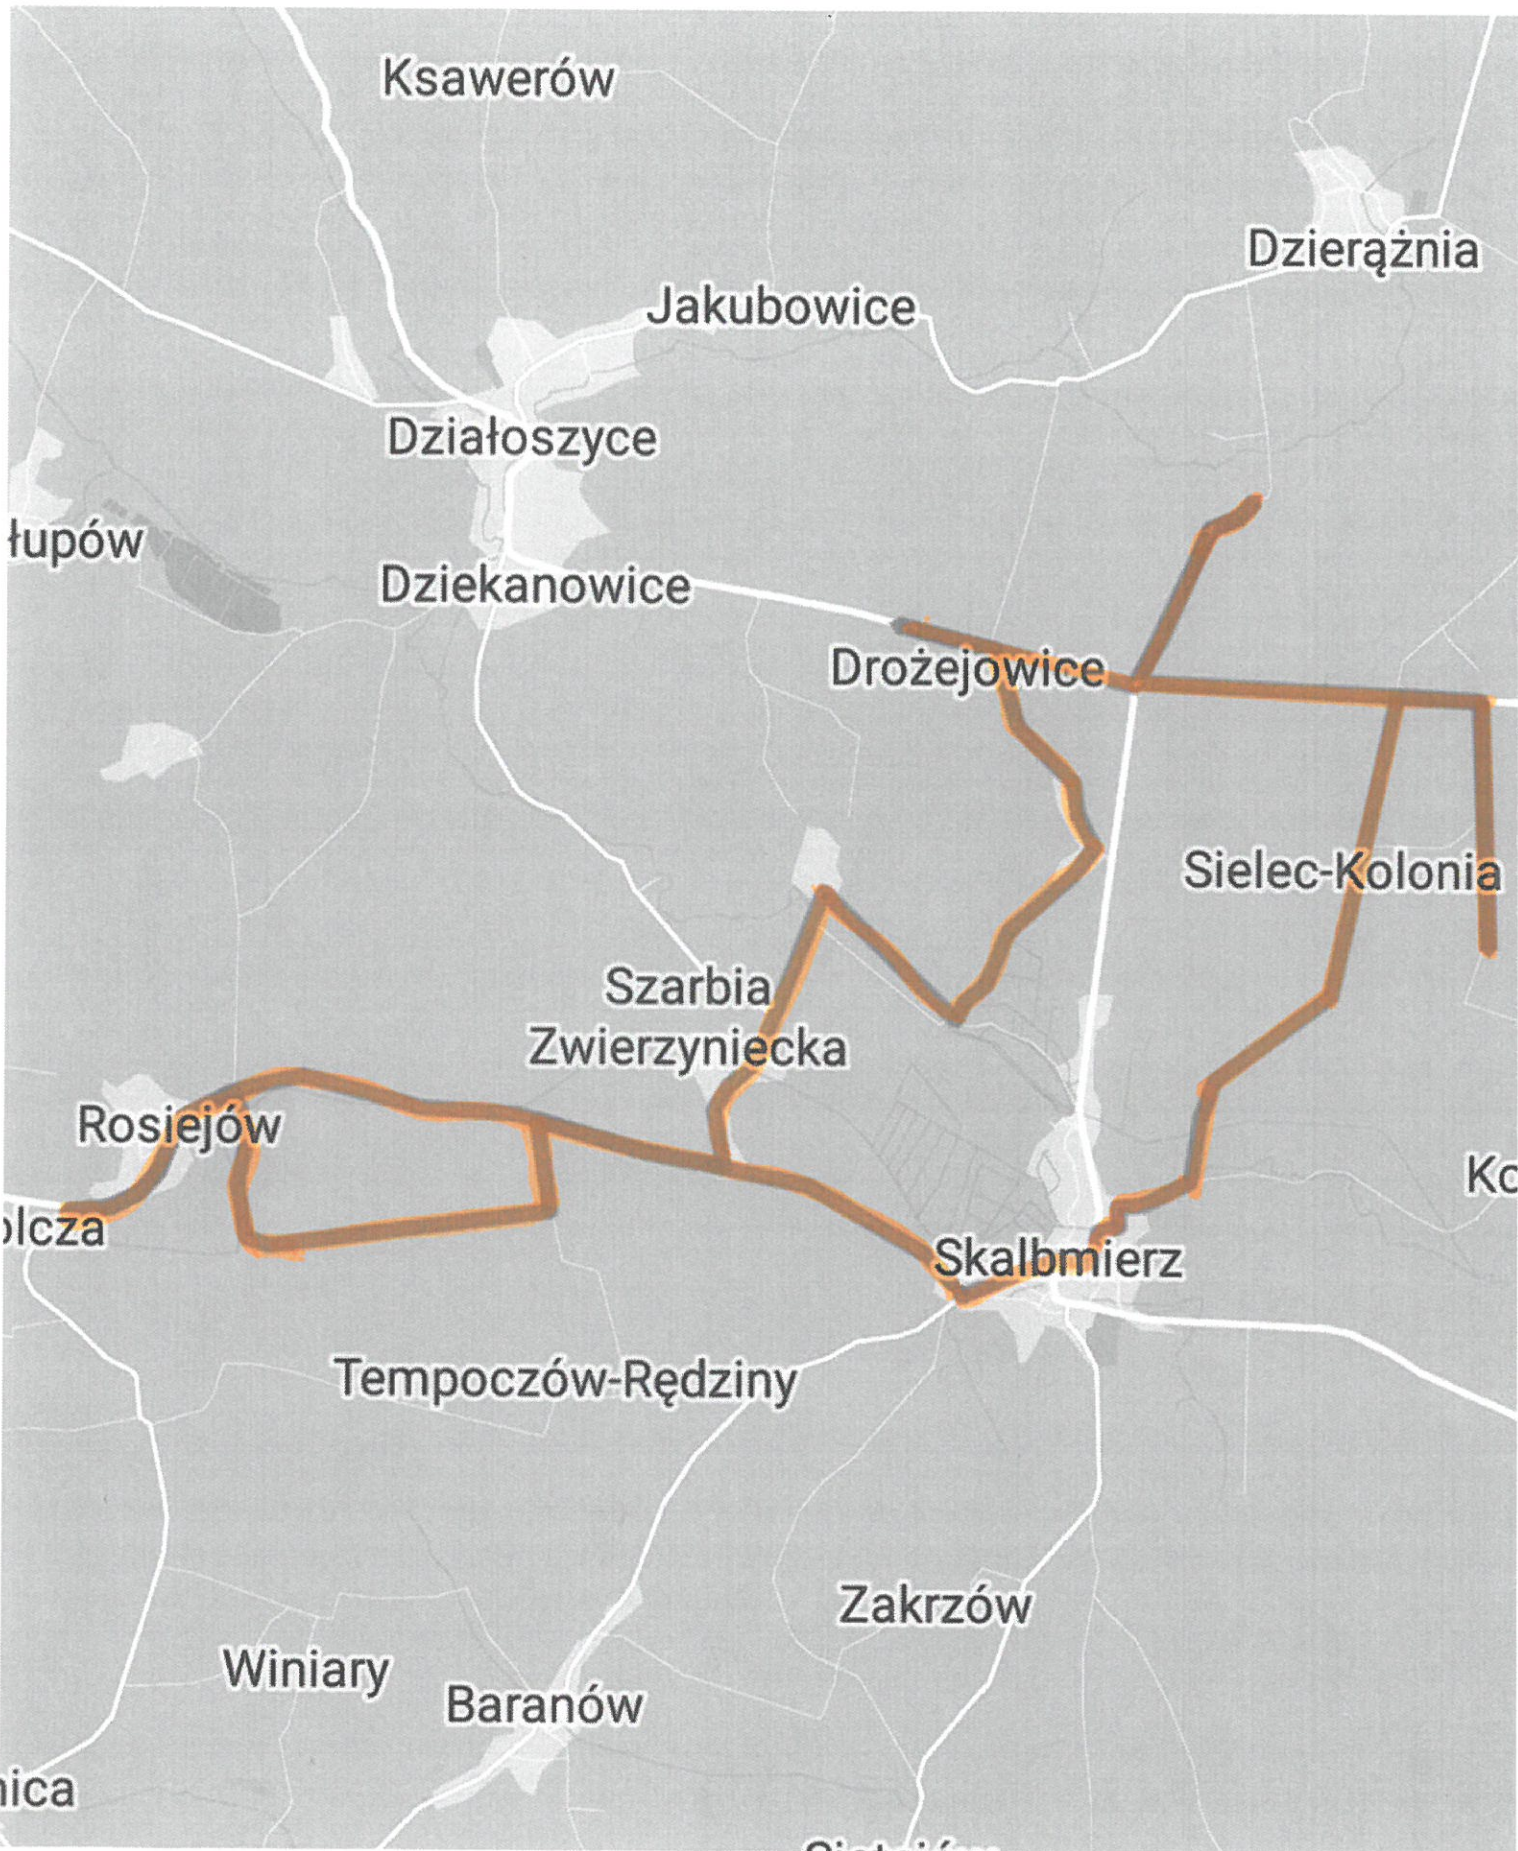 Ksawerów
Dzierążnia
Jakubowice
Działoszyce
łupów
Dziekanowice
Drożejowice
Sielec-Kolonia
Szarbia
Zwierzyniecka
Rosiejów
Ko
olcza
Skalbmierz
Tempoczów-Rędziny
Zakrzów
Winiary
Baranów
nica